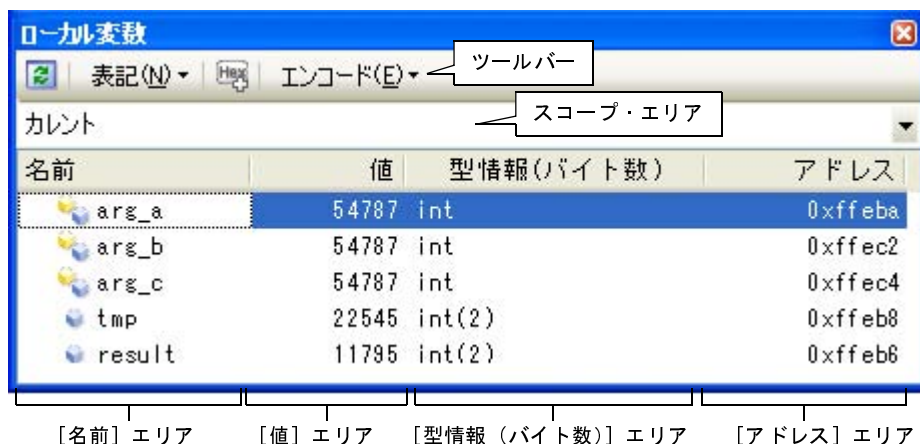 ローカル変数
表記(N) Hex エンコード(E)
ツールバー
カレント
スコープ・エリア
名前 値 型情報(バイト数) アドレス
arg_a 54787 int 0xffeba
arg_b 54787 int 0xffec2
arg_c 54787 int 0xffec4
tmp 22545 int(2) 0xffeb8
result 11795 int(2) 0xffeb6
[名前] エリア [値] エリア [型情報 (バイト数)] エリア [アドレス] エリア